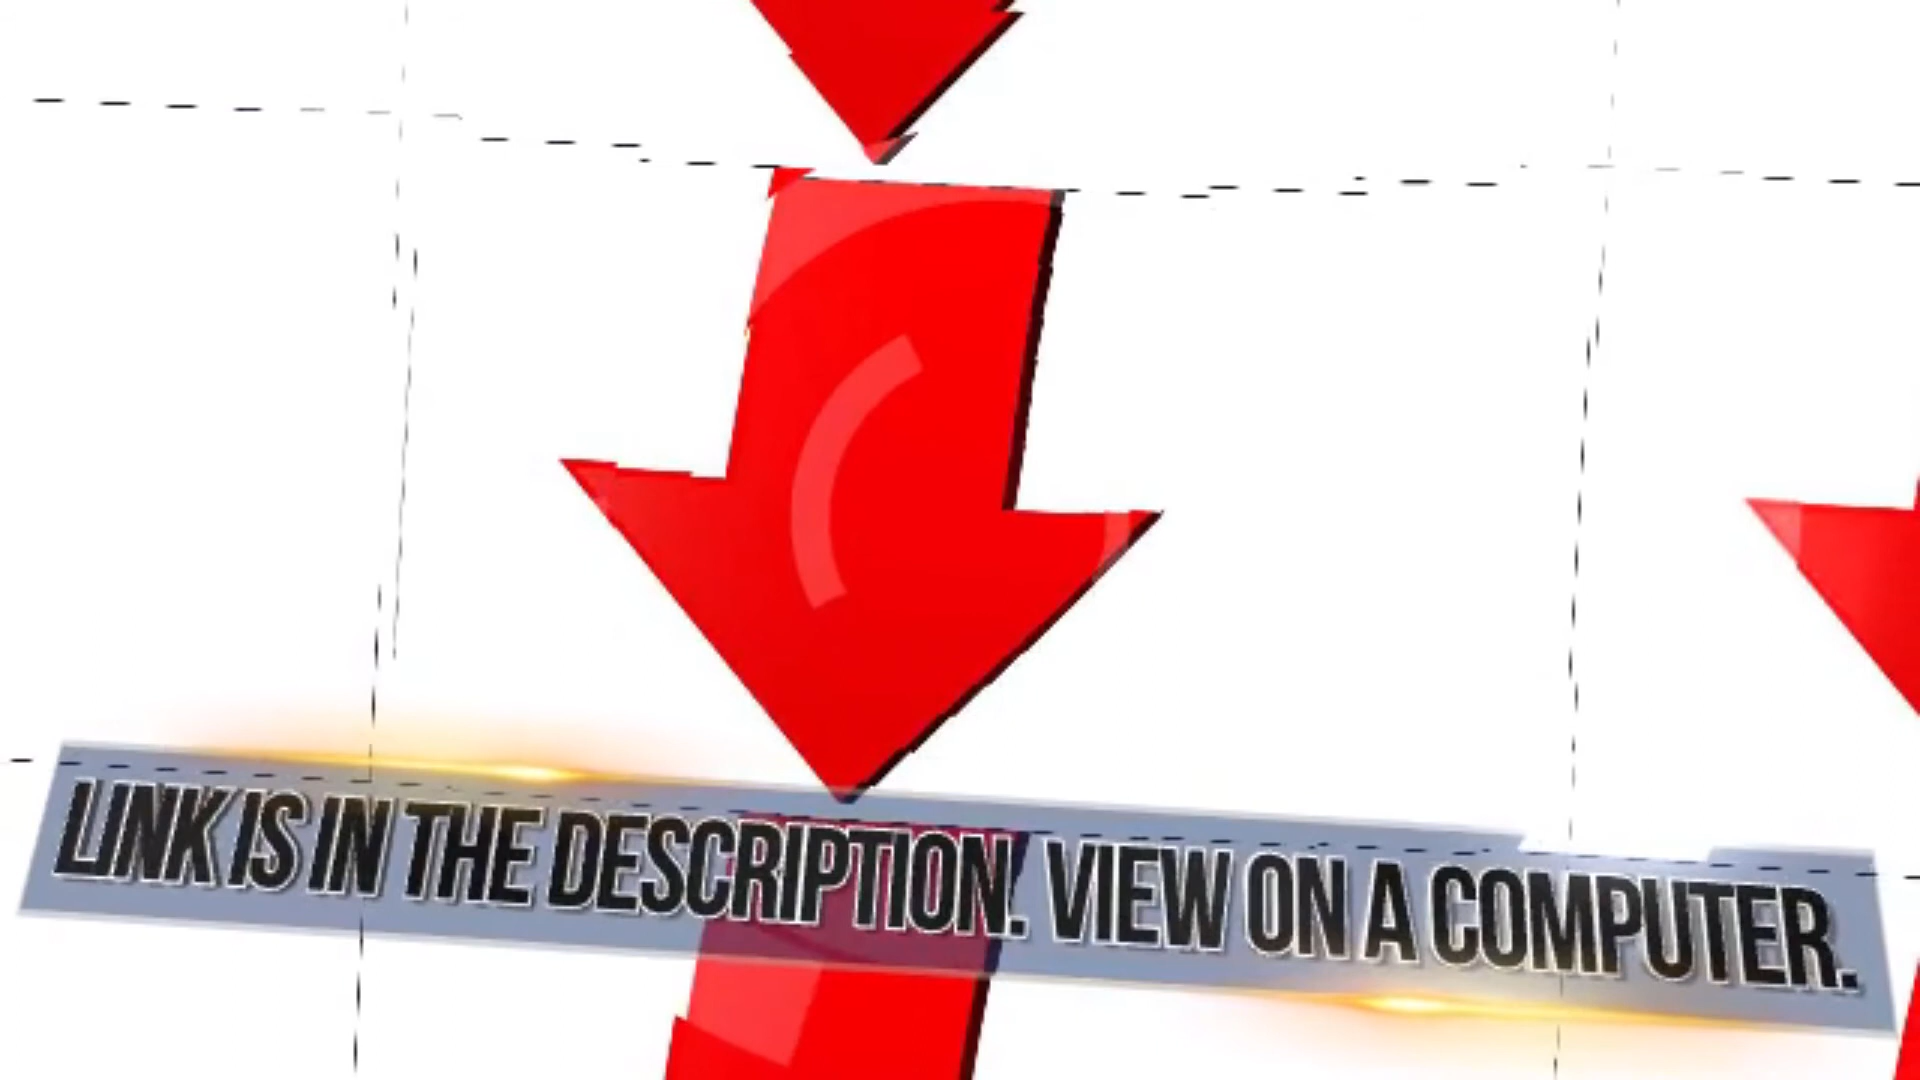 LINK IS IN THE DESCRIPTION. VIEW ON A COMPUTER.